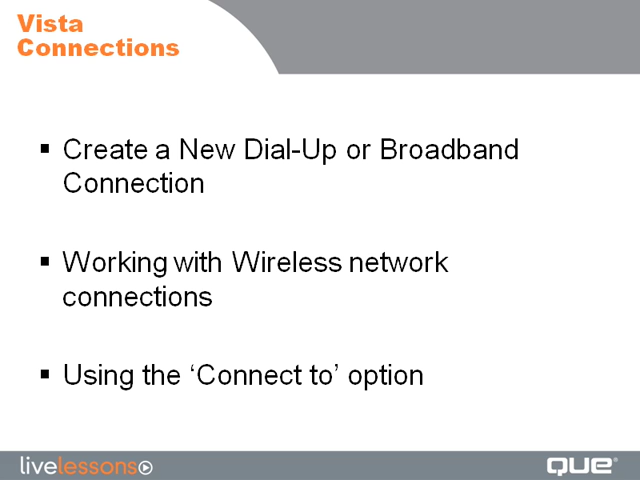 Vista
Connections
▪ Create a New Dial-Up or Broadband
Connection
▪ Working with Wireless network
connections
▪ Using the ‘Connect to’ option
livelessons
QUE®